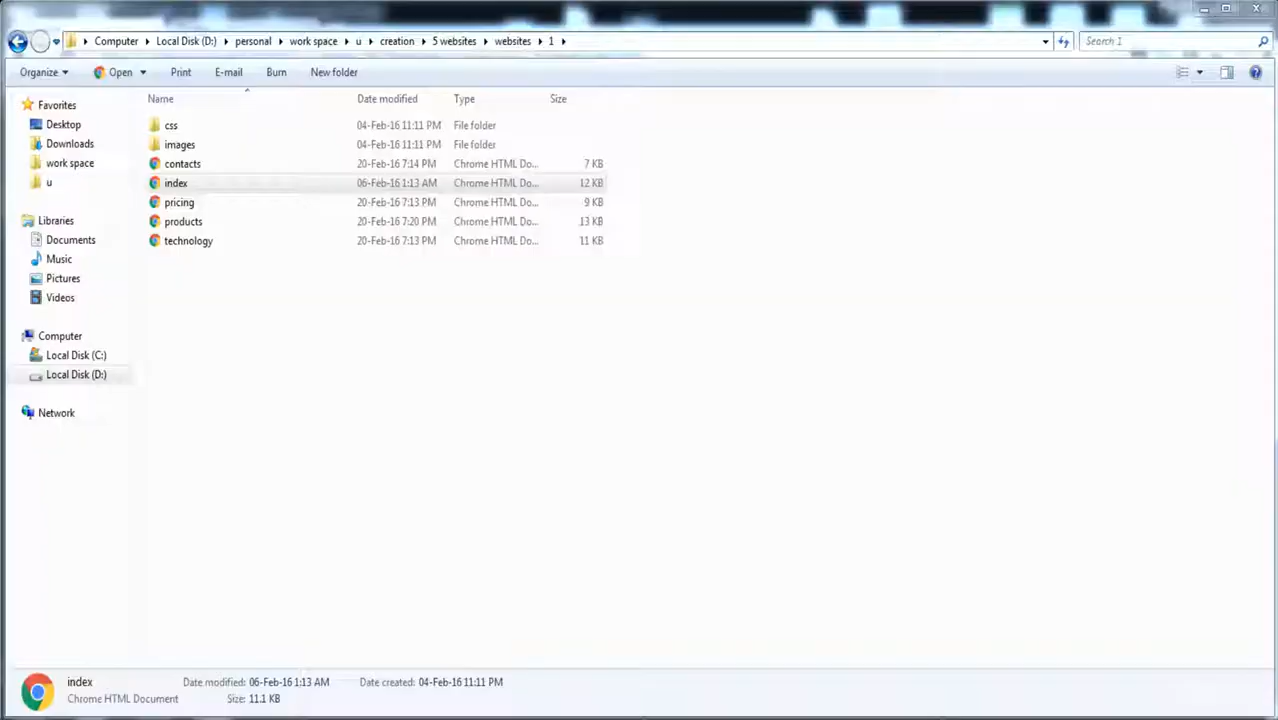 Computer Local Disk (D:) personal work space u creation 5 websites websites 1 Search 1
Organize Open Print E-mail Burn New folder
Name Date modified Type Size
Favorites
Desktop
Downloads
work space
u
Libraries
Documents
Music
Pictures
Videos
Computer
Local Disk (C:)
Local Disk (D:)
Network
css 04-Feb-16 11:11 PM File folder
images 04-Feb-16 11:11 PM File folder
contacts 20-Feb-16 7:14 PM Chrome HTML Do... 7 KB
index 06-Feb-16 1:13 AM Chrome HTML Do... 12 KB
pricing 20-Feb-16 7:13 PM Chrome HTML Do... 9 KB
products 20-Feb-16 7:20 PM Chrome HTML Do... 13 KB
technology 20-Feb-16 7:13 PM Chrome HTML Do... 11 KB
index Date modified: 06-Feb-16 1:13 AM Date created: 04-Feb-16 11:11 PM
Chrome HTML Document Size: 11.1 KB